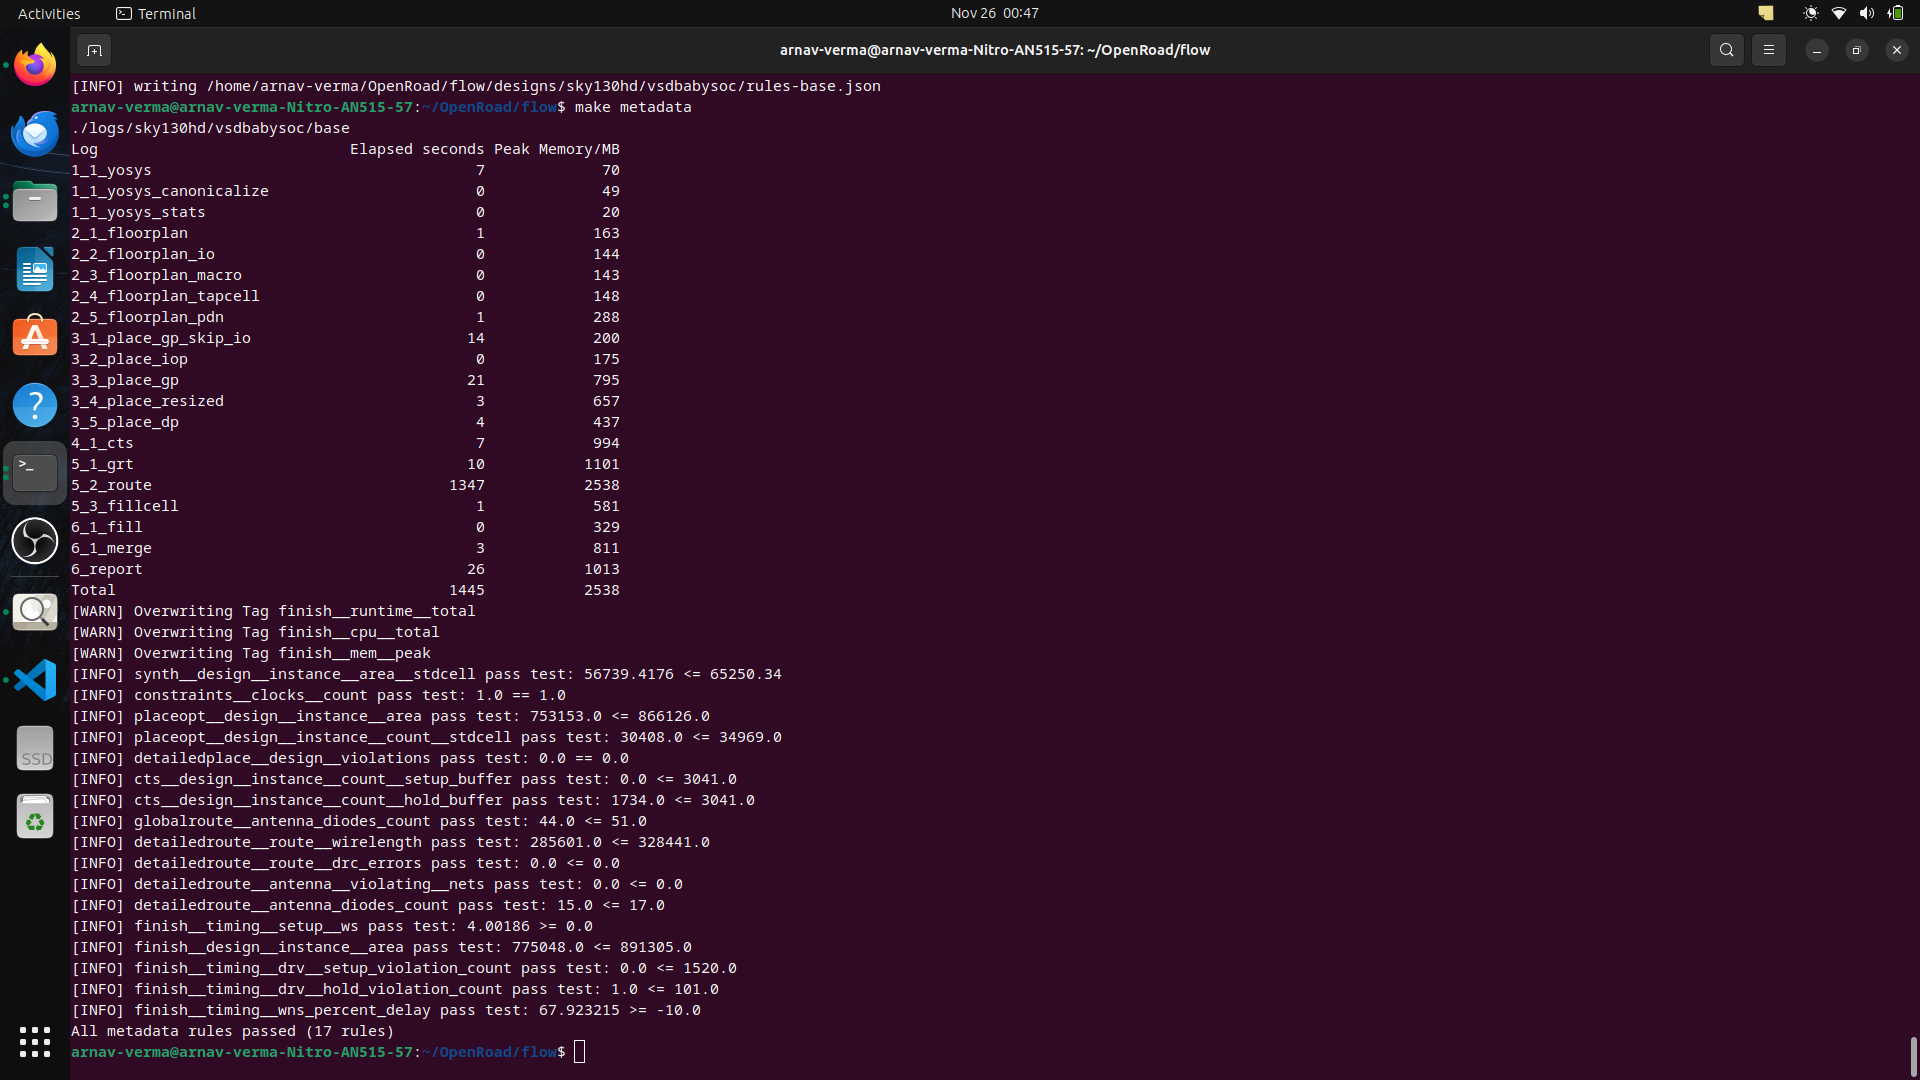 Activities
Terminal
Nov 26 00:47
arnav-verma@arnav-verma-Nitro-AN515-57: ~/OpenRoad/flow
[INFO] writing /home/arnav-verma/OpenRoad/flow/designs/sky130hd/vsdbabysoc/rules-base.json
arnav-verma@arnav-verma-Nitro-AN515-57:~/OpenRoad/flow$ make metadata
./logs/sky130hd/vsdbabysoc/base
Log Elapsed seconds Peak Memory/MB
1_1_yosys 7 70
1_1_yosys_canonicalize 0 49
1_1_yosys_stats 0 20
2_1_floorplan 1 163
2_2_floorplan_io 0 144
2_3_floorplan_macro 0 143
2_4_floorplan_tapcell 0 148
2_5_floorplan_pdn 1 288
3_1_place_gp_skip_io 14 200
3_2_place_iop 0 175
3_3_place_gp 21 795
3_4_place_resized 3 657
3_5_place_dp 4 437
4_1_cts 7 994
5_1_grt 10 1101
5_2_route 1347 2538
5_3_fillcell 1 581
6_1_fill 0 329
6_1_merge 3 811
6_report 26 1013
Total 1445 2538
[WARN] Overwriting Tag finish__runtime__total
[WARN] Overwriting Tag finish__cpu__total
[WARN] Overwriting Tag finish__mem__peak
[INFO] synth__design__instance__area__stdcell pass test: 56739.4176 <= 65250.34
[INFO] constraints__clocks__count pass test: 1.0 == 1.0
[INFO] placeopt__design__instance__area pass test: 753153.0 <= 866126.0
[INFO] placeopt__design__instance__count__stdcell pass test: 30408.0 <= 34969.0
[INFO] detailedplace__design__violations pass test: 0.0 == 0.0
[INFO] cts__design__instance__count__setup_buffer pass test: 0.0 <= 3041.0
[INFO] cts__design__instance__count__hold_buffer pass test: 1734.0 <= 3041.0
[INFO] globalroute__antenna_diodes_count pass test: 44.0 <= 51.0
[INFO] detailedroute__route__wirelength pass test: 285601.0 <= 328441.0
[INFO] detailedroute__route__drc_errors pass test: 0.0 <= 0.0
[INFO] detailedroute__antenna__violating__nets pass test: 0.0 <= 0.0
[INFO] detailedroute__antenna_diodes_count pass test: 15.0 <= 17.0
[INFO] finish__timing__setup__ws pass test: 4.00186 >= 0.0
[INFO] finish__design__instance__area pass test: 775048.0 <= 891305.0
[INFO] finish__timing__drv__setup_violation_count pass test: 0.0 <= 1520.0
[INFO] finish__timing__drv__hold_violation_count pass test: 1.0 <= 101.0
[INFO] finish__timing__wns_percent_delay pass test: 67.923215 >= -10.0
All metadata rules passed (17 rules)
arnav-verma@arnav-verma-Nitro-AN515-57:~/OpenRoad/flow$
SSD